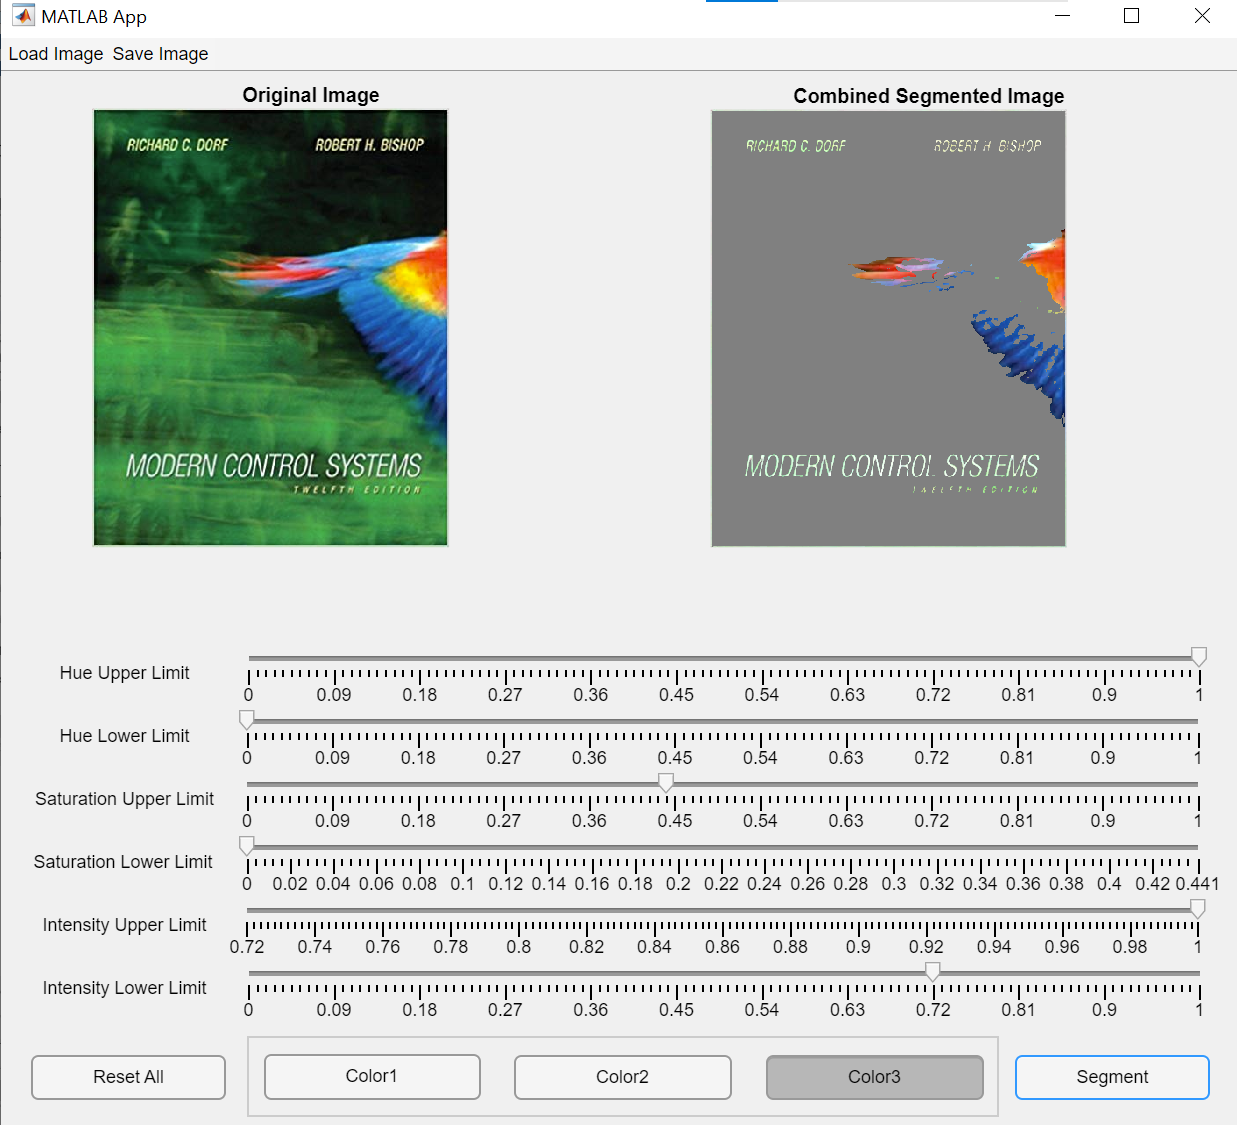 MATLAB App
Load Image Save Image
Original Image
Combined Segmented Image
RICHARD C. DORF ROBERT H. BISHOP
MODERN CONTROL SYSTEMS
TWELFTH EDITION
RICHARD C. DORF ROBERT H. BISHOP
MODERN CONTROL SYSTEMS
TWELFTH EDITION
Hue Upper Limit
0 0.09 0.18 0.27 0.36 0.45 0.54 0.63 0.72 0.81 0.9 1
Hue Lower Limit
0 0.09 0.18 0.27 0.36 0.45 0.54 0.63 0.72 0.81 0.9 1
Saturation Upper Limit
0 0.09 0.18 0.27 0.36 0.45 0.54 0.63 0.72 0.81 0.9 1
Saturation Lower Limit
0 0.02 0.04 0.06 0.08 0.1 0.12 0.14 0.16 0.18 0.2 0.22 0.24 0.26 0.28 0.3 0.32 0.34 0.36 0.38 0.4 0.42 0.441
Intensity Upper Limit
0.72 0.74 0.76 0.78 0.8 0.82 0.84 0.86 0.88 0.9 0.92 0.94 0.96 0.98 1
Intensity Lower Limit
0 0.09 0.18 0.27 0.36 0.45 0.54 0.63 0.72 0.81 0.9 1
Reset All Color1 Color2 Color3 Segment